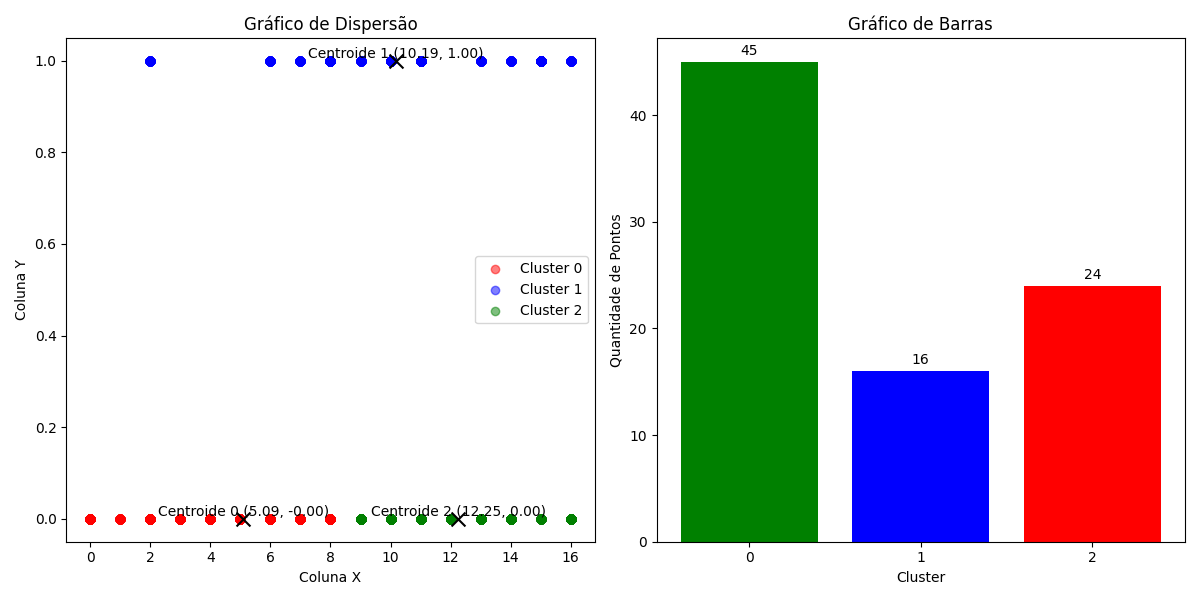 Gráfico de Dispersão
Coluna Y
1.0
0.8
0.6
0.4
0.2
0.0
Centroide 1 (10.19, 1.00)
Cluster 0
Cluster 1
Cluster 2
Centroide 0 (5.09, -0.00)
Centroide 2 (12.25, 0.00)
0 2 4 6 8 10 12 14 16
Coluna X
Gráfico de Barras
Quantidade de Pontos
40
30
20
10
0
45
16
24
0 1 2
Cluster